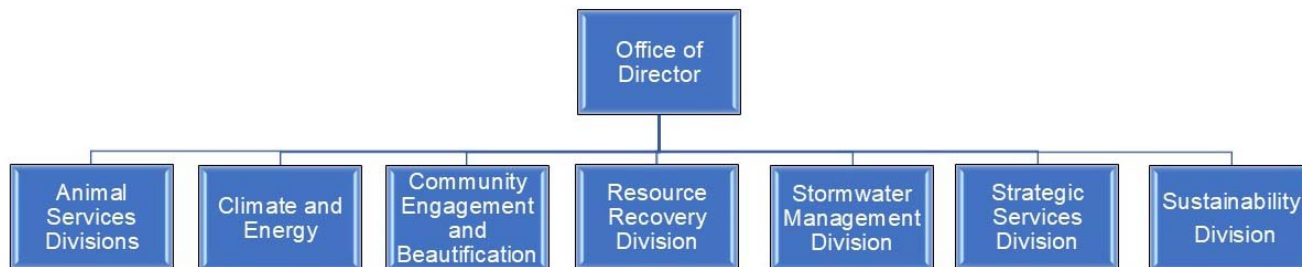 Office of
Director
Animal
Services
Divisions
Climate and
Energy
Community
Engagement
and
Beautification
Resource
Recovery
Division
Stormwater
Management
Division
Strategic
Services
Division
Sustainability
Division